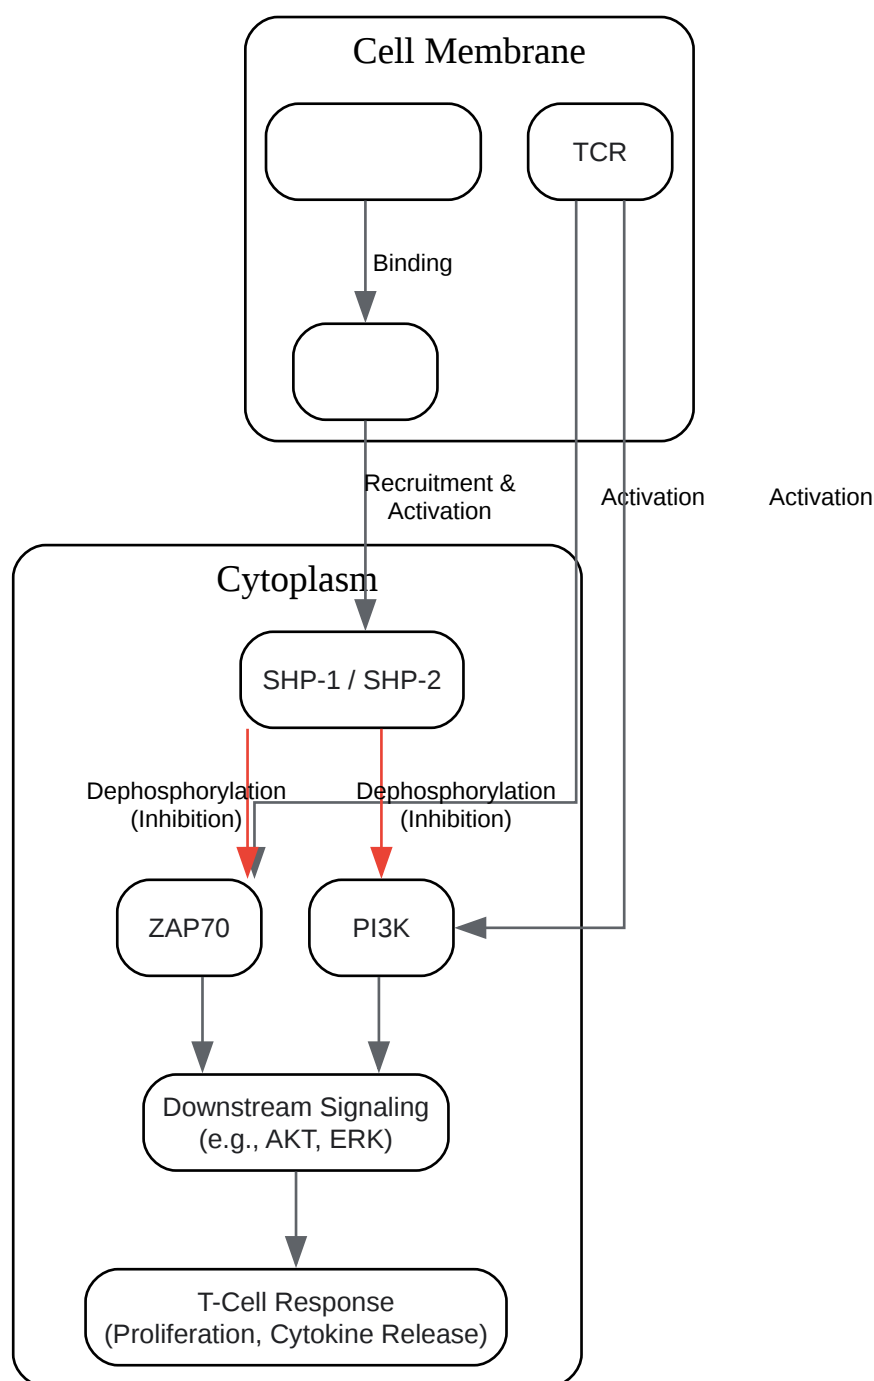 Cell Membrane
TCR
Binding
Recruitment &
Activation
Activation
Activation
Cytoplasm
SHP-1 / SHP-2
Dephosphorylation
(Inhibition)
Dephosphorylation
(Inhibition)
ZAP70
PI3K
Downstream Signaling
(e.g., AKT, ERK)
T-Cell Response
(Proliferation, Cytokine Release)